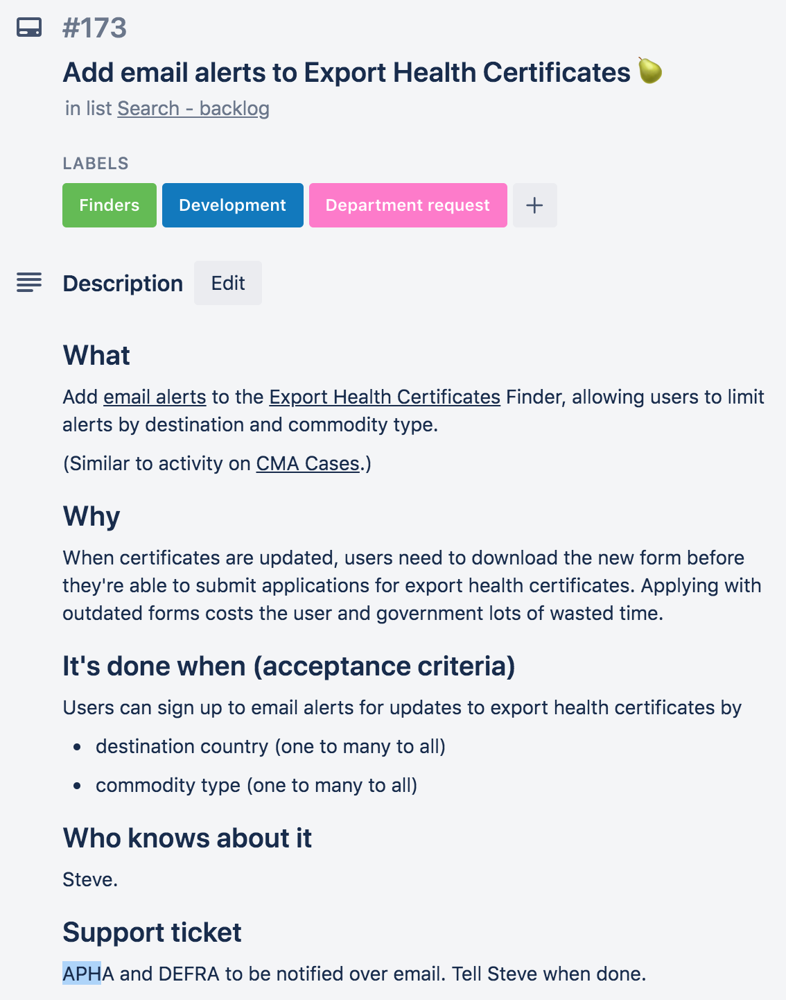 #173
Add email alerts to Export Health Certificates 🍐
in list Search - backlog
LABELS
Finders
Development
Department request
+
Description
Edit
What
Add email alerts to the Export Health Certificates Finder, allowing users to limit
alerts by destination and commodity type.
(Similar to activity on CMA Cases.)
Why
When certificates are updated, users need to download the new form before
they're able to submit applications for export health certificates. Applying with
outdated forms costs the user and government lots of wasted time.
It's done when (acceptance criteria)
Users can sign up to email alerts for updates to export health certificates by
• destination country (one to many to all)
• commodity type (one to many to all)
Who knows about it
Steve.
Support ticket
APHA and DEFRA to be notified over email. Tell Steve when done.